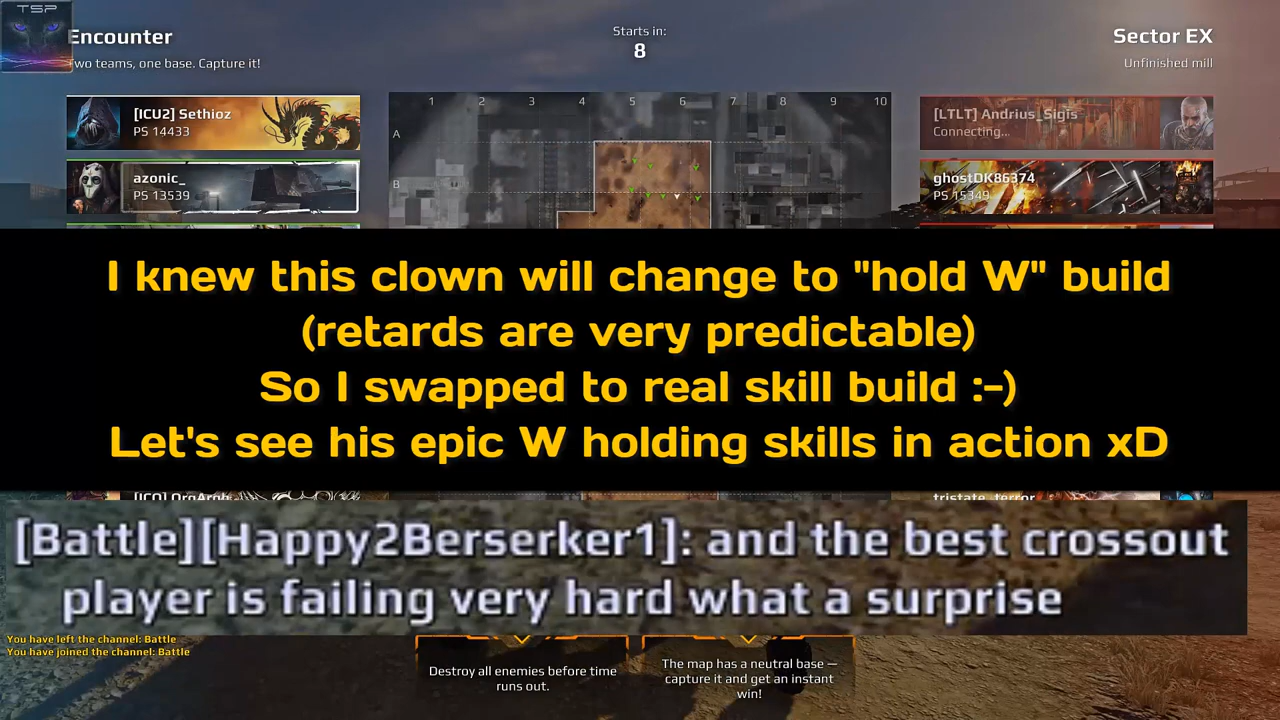 TSP
Encounter
Two teams, one base. Capture it!
Starts in:
8
Sector EX
Unfinished mill
[ICU2] Sethioz
PS 14433
azonic_
PS 13539
1 2 3 4 5 6 7 8 9 10
A
B
[LTLT] Andrius_Sigis
Connecting...
ghostDK86374
PS 15349
I knew this clown will change to "hold W" build
(retards are very predictable)
So I swapped to real skill build :-)
Let's see his epic W holding skills in action xD
tristate_terror
[Battle][Happy2Berserker1]: and the best crossout
player is failing very hard what a surprise
You have left the channel: Battle
You have joined the channel: Battle
Destroy all enemies before time
runs out.
The map has a neutral base —
capture it and get an instant
win!